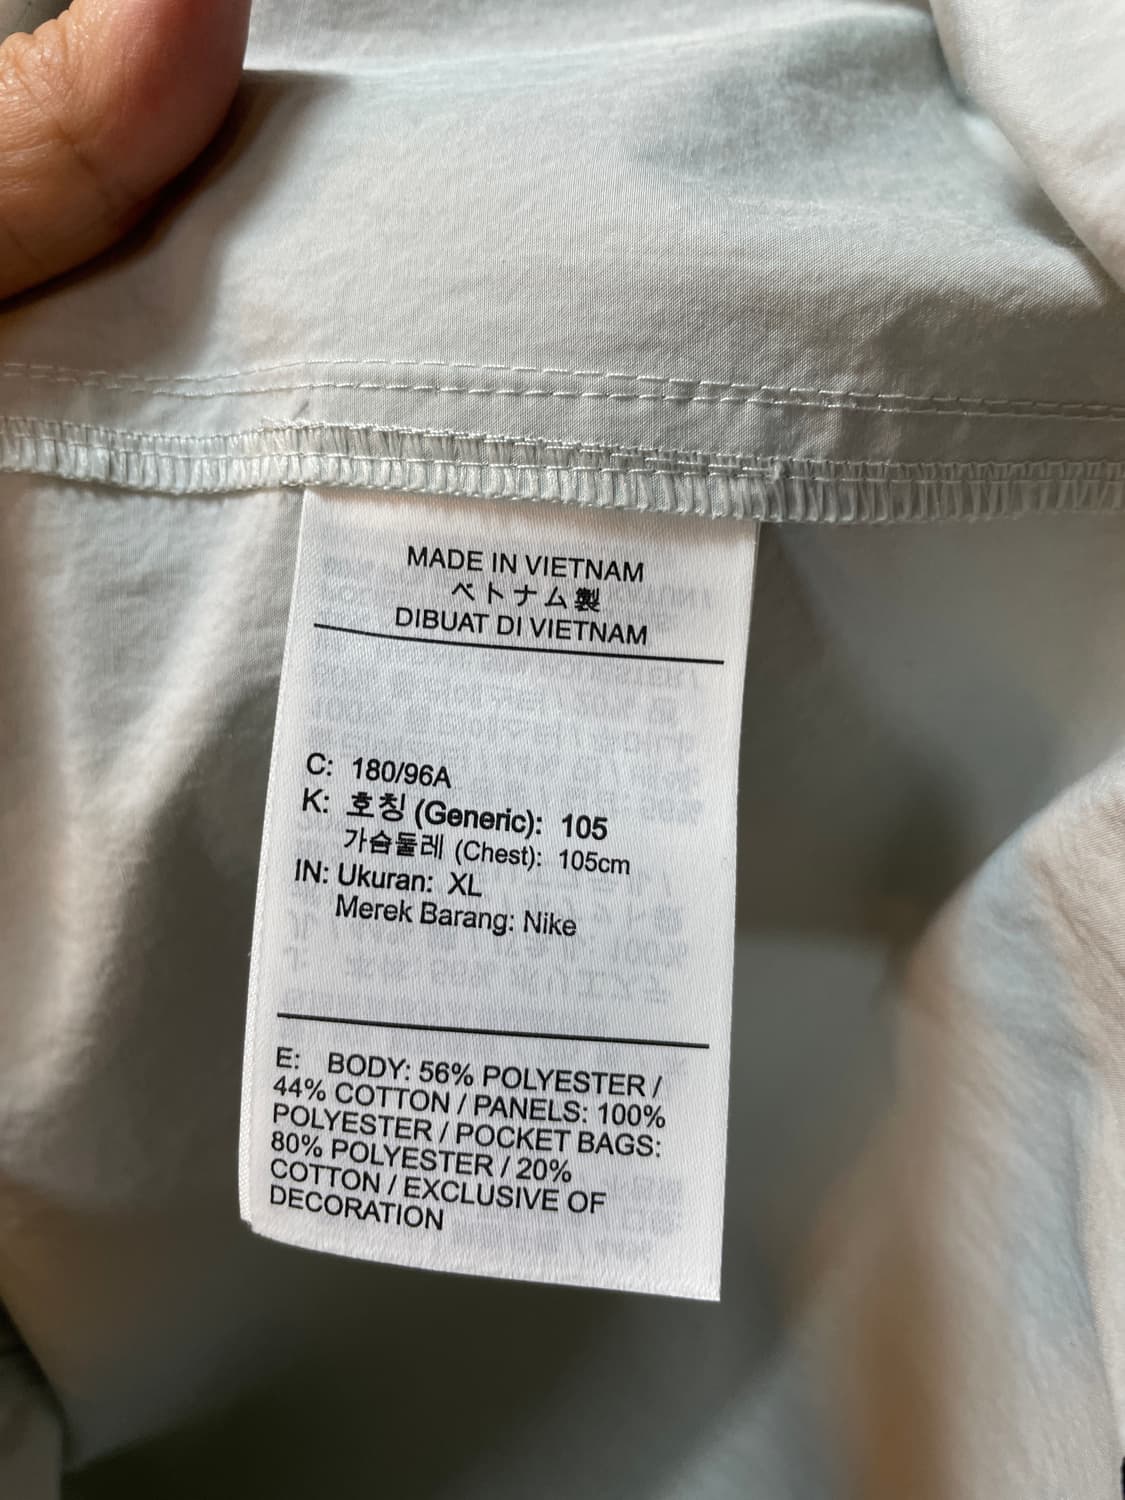 MADE IN VIETNAM
ベトナム製
DIBUAT DI VIETNAM
C: 180/96A
K: 호칭 (Generic): 105
가슴둘레 (Chest): 105cm
IN: Ukuran: XL
Merek Barang: Nike
E: BODY: 56% POLYESTER /
44% COTTON / PANELS: 100%
POLYESTER / POCKET BAGS:
80% POLYESTER / 20%
COTTON / EXCLUSIVE OF
DECORATION